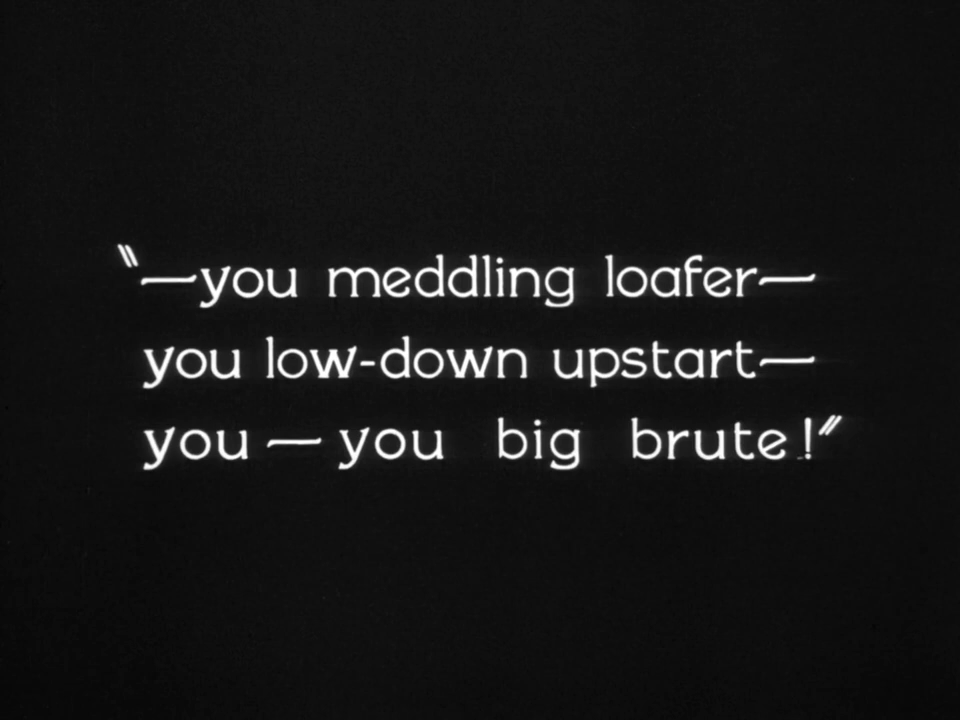 "—you meddling loafer—
you low-down upstart—
you — you big brute!"